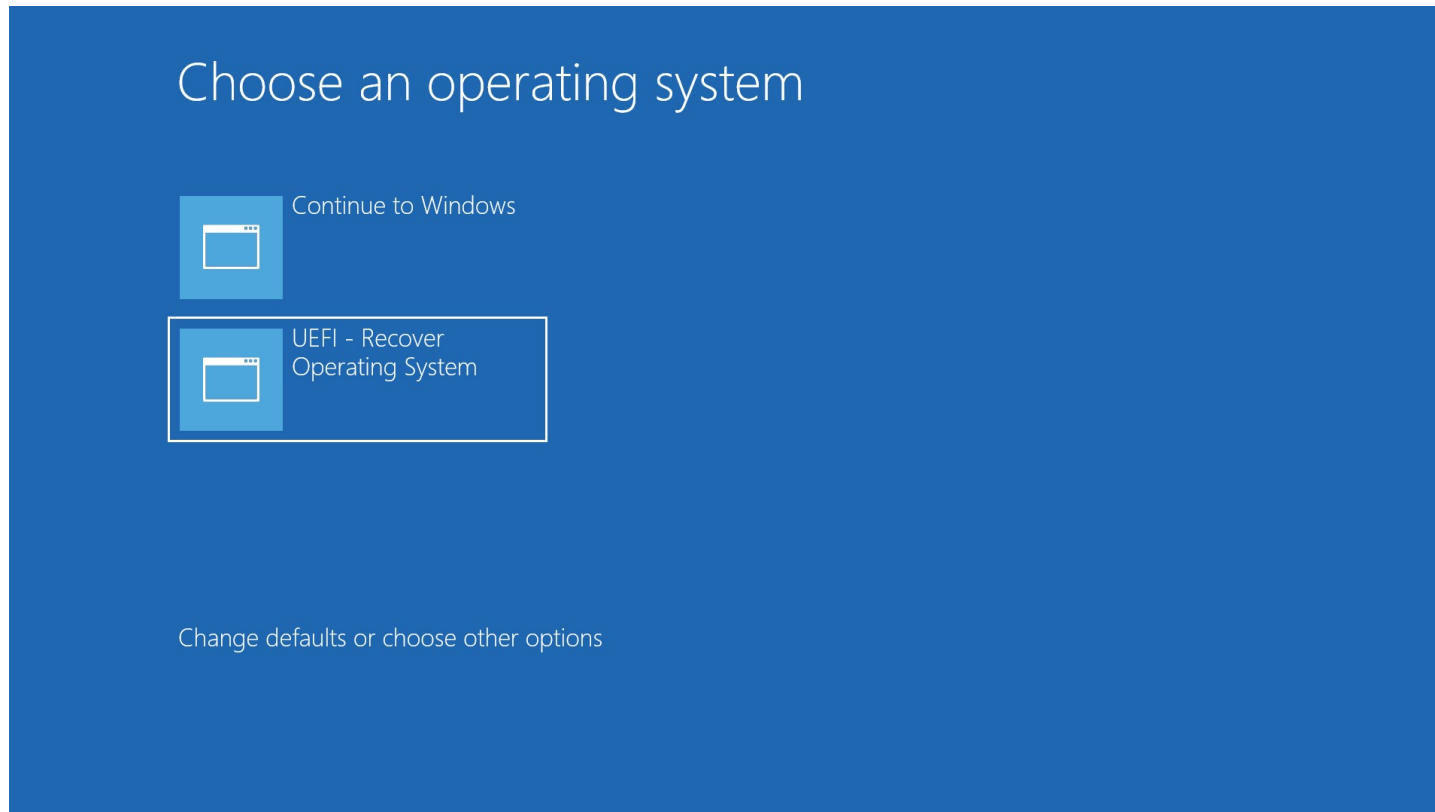 Choose an operating system
Continue to Windows
UEFI - Recover
Operating System
Change defaults or choose other options